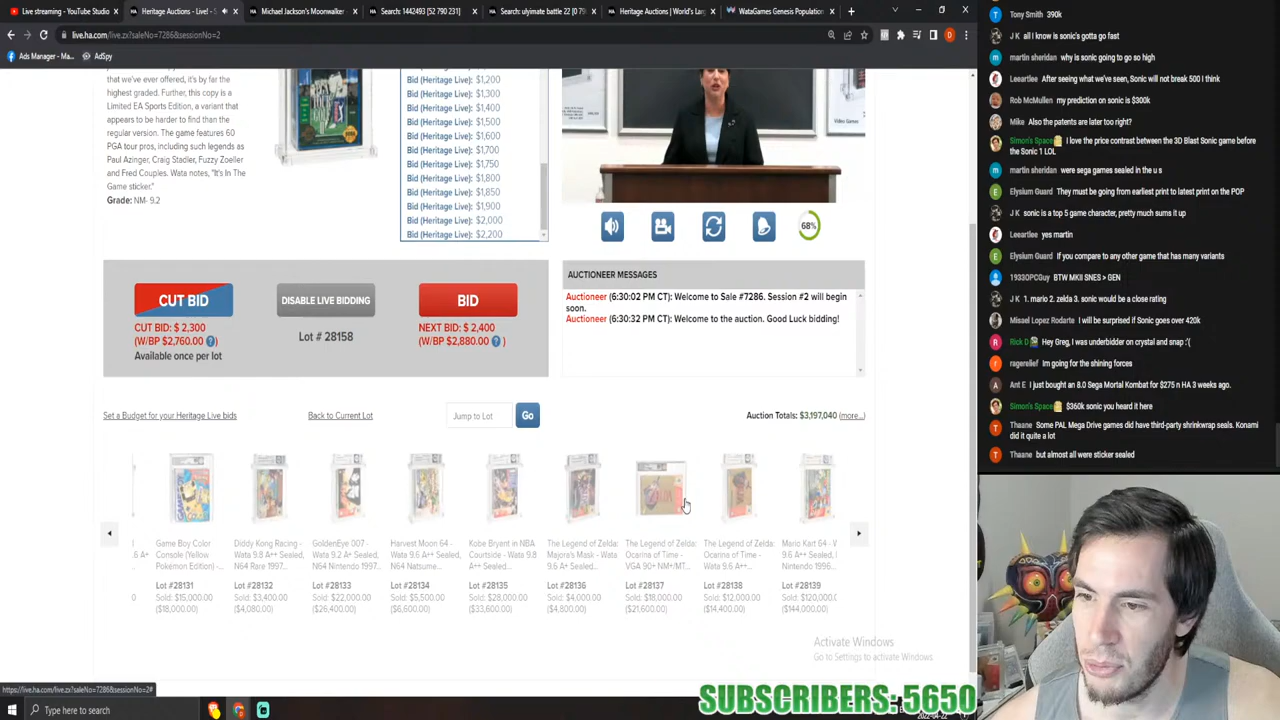 Live streaming - YouTube Studio
Heritage Auctions - Live! - S
Michael Jackson's Moonwalker
Search: 1442493 [52 790 231
Search: ulyimate battle 22 [0 79
Heritage Auctions | World's Lar
WataGames Genesis Population
live.ha.com/live.zx?saleNo=7286&sessionNo=2
Ads Manager - Ma...
AdSpy
that we've ever offered, it's by far the
highest graded. Further, this copy is a
Limited EA Sports Edition, a variant that
appears to be harder to find than the
regular version. The game features 60
PGA tour pros, including such legends as
Paul Azinger, Craig Stadler, Fuzzy Zoeller
and Fred Couples. Wata notes, "It's In The
Game sticker."
Grade: NM- 9.2
Bid (Heritage Live): $1,200
Bid (Heritage Live): $1,300
Bid (Heritage Live): $1,400
Bid (Heritage Live): $1,500
Bid (Heritage Live): $1,600
Bid (Heritage Live): $1,700
Bid (Heritage Live): $1,750
Bid (Heritage Live): $1,800
Bid (Heritage Live): $1,850
Bid (Heritage Live): $1,900
Bid (Heritage Live): $2,000
Bid (Heritage Live): $2,200
Video Games
68%
CUT BID
DISABLE LIVE BIDDING
BID
CUT BID: $ 2,300
(W/BP $2,760.00 ?)
Available once per lot
Lot # 28158
NEXT BID: $ 2,400
(W/BP $2,880.00 ?)
AUCTIONEER MESSAGES
Auctioneer (6:30:02 PM CT): Welcome to Sale #7286. Session #2 will begin
soon.
Auctioneer (6:30:32 PM CT): Welcome to the auction. Good Luck bidding!
Set a Budget for your Heritage Live bids
Back to Current Lot
Jump to Lot
Go
Auction Totals: $3,197,040 (more...)
Game Boy Color
Console (Yellow
Pokemon Edition) -...
Lot #28131
Sold: $15,000.00
($18,000.00)
Diddy Kong Racing -
Wata 9.8 A++ Sealed,
N64 Rare 1997...
Lot #28132
Sold: $3,400.00
($4,080.00)
GoldenEye 007 -
Wata 9.2 A++ Sealed,
N64 Nintendo 1997...
Lot #28133
Sold: $22,000.00
($26,400.00)
Harvest Moon 64 -
Wata 9.6 A++ Sealed,
N64 Natsume...
Lot #28134
Sold: $5,500.00
($6,600.00)
Kobe Bryant in NBA
Courtside - Wata 9.8
A++ Sealed...
Lot #28135
Sold: $28,000.00
($33,600.00)
The Legend of Zelda:
Majora's Mask - Wata
9.6 A+ Sealed...
Lot #28136
Sold: $4,000.00
($4,800.00)
The Legend of Zelda:
Ocarina of Time -
VGA 90+ NM+/MT...
Lot #28137
Sold: $18,000.00
($21,600.00)
The Legend of Zelda:
Ocarina of Time -
Wata 9.6 A++...
Lot #28138
Sold: $12,000.00
($14,400.00)
Mario Kart 64 -
9.6 A++ Sealed,
Nintendo 1996...
Lot #28139
Sold: $120,000.0
($144,000.00)
Activate Windows
Go to Settings to activate Windows
https://live.ha.com/live.zx?saleNo=7286&sessionNo=2#
Type here to search
SUBSCRIBERS: 5650
2022-04-22
Tony Smith 390k
J K all I know is sonic's gotta go fast
martin sheridan why is sonic going to go so high
Leeartlee After seeing what we've seen, Sonic will not break 500 I think
Rob McMullen my prediction on sonic is $300k
Mike Also the patents are later too right?
Simon's Space I love the price contrast between the 3D Blast Sonic game before
the Sonic 1 LOL
martin sheridan were sega games sealed in the u s
Elysium Guard They must be going from earliest print to latest print on the POP
J K sonic is a top 5 game character, pretty much sums it up
Leeartlee yes martin
Elysium Guard If you compare to any other game that has many variants
1933OPCGuy BTW MKII SNES > GEN
J K 1. mario 2. zelda 3. sonic would be a close rating
Misael Lopez Rodarte I will be surprised if Sonic goes over 420k
Rick D Hey Greg, I was underbidder on crystal and snap :'(
ragerelief Im going for the shining forces
Ant E I just bought an 8.0 Sega Mortal Kombat for $275 n HA 3 weeks ago.
Simon's Space $360k sonic you heard it here
Thaane Some PAL Mega Drive games did have third-party shrinkwrap seals. Konami
did it quite a lot
Thaane but almost all were sticker sealed